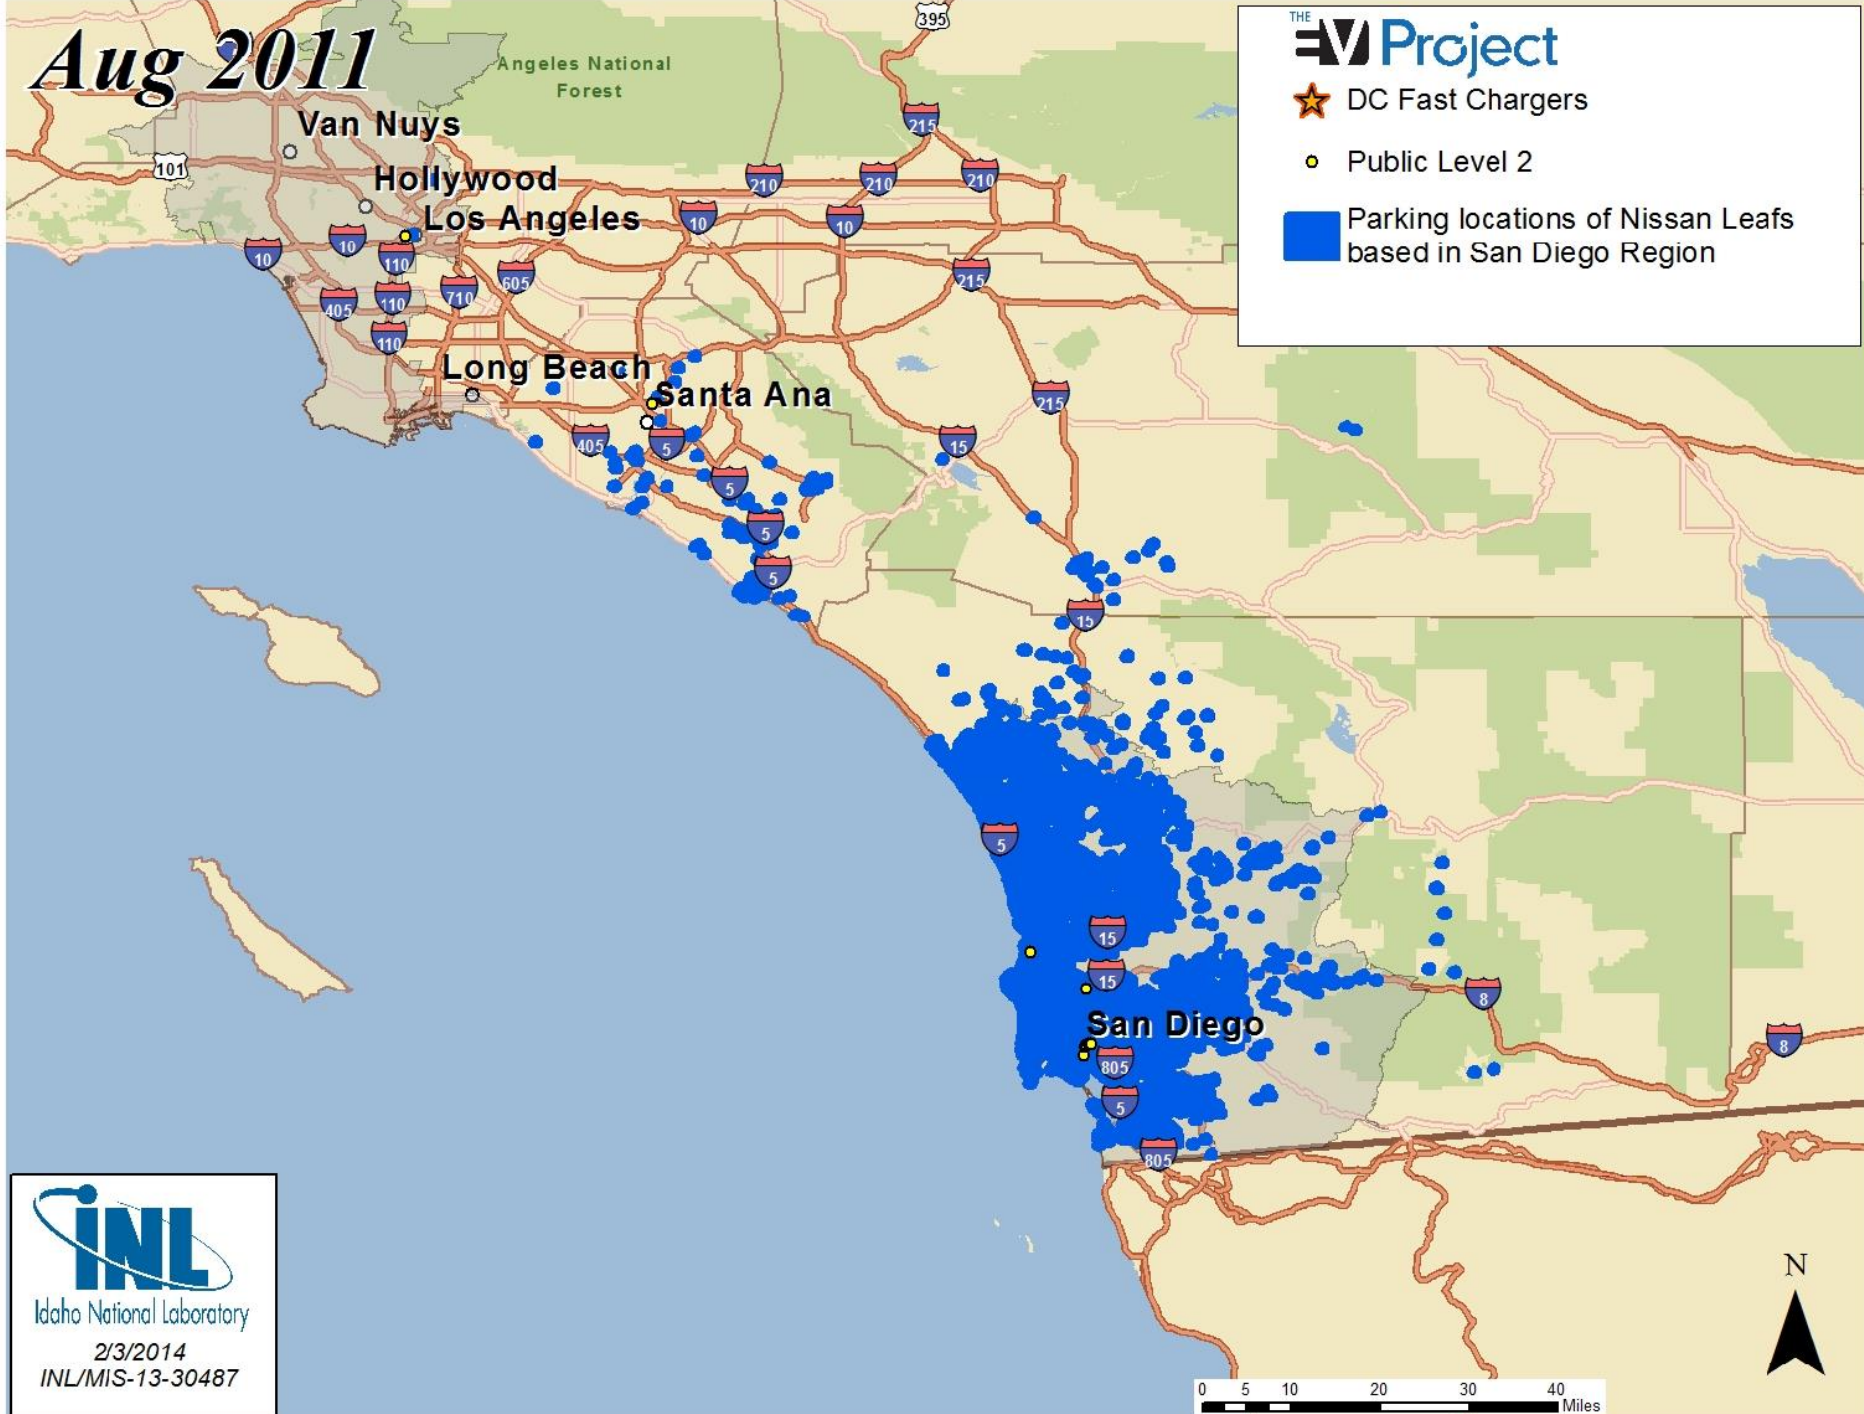 Aug 2011
THE
EV Project
DC Fast Chargers
Public Level 2
Parking locations of Nissan Leafs
based in San Diego Region
395
Angeles National
Forest
215
Van Nuys
101
Hollywood
210
210
210
Los Angeles
10
10
10
10
110
215
605
710
110
405
110
Long Beach
Santa Ana
215
405
5
15
5
5
5
15
5
15
15
8
San Diego
8
805
5
805
INL
Idaho National Laboratory
2/3/2014
INL/MIS-13-30487
N
0 5 10 20 30 40
Miles